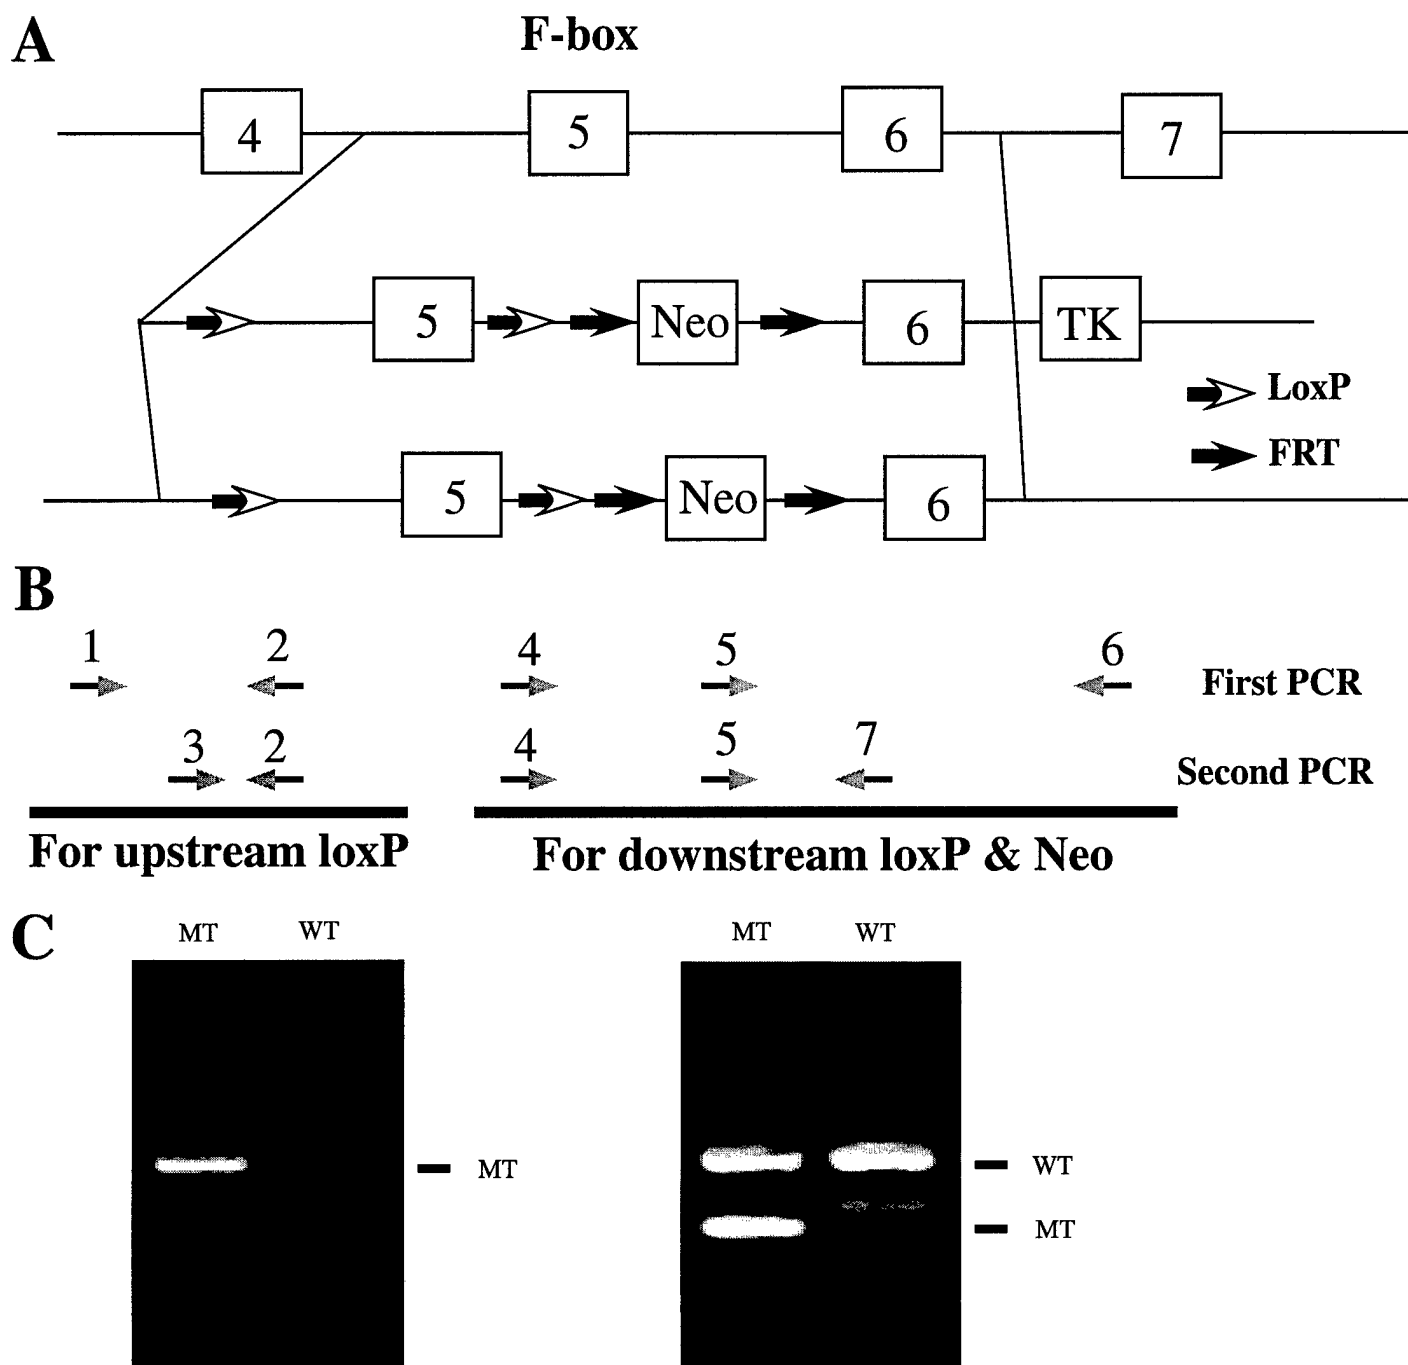 A
F-box
4 5 6 7
5 Neo 6 TK
LoxP
FRT
5 Neo 6
B
1 2 4 5 6
First PCR
3 2 4 5 7
Second PCR
For upstream loxP
For downstream loxP & Neo
C
MT WT
MT WT
MT
WT
MT